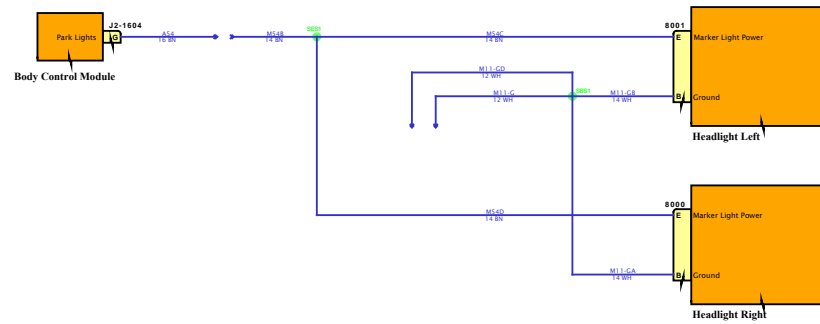 J2-1604
Park Lights
G
A54
16 BN
M54B
14 BN
M54C
14 BN
8001
E
Marker Light Power
Body Control Module
M11-GD
12 WH
M11-G
12 WH
S861
M11-GB
14 WH
B
Ground
Headlight Left
8000
M54D
14 BN
E
Marker Light Power
M11-GA
14 WH
B
Ground
Headlight Right